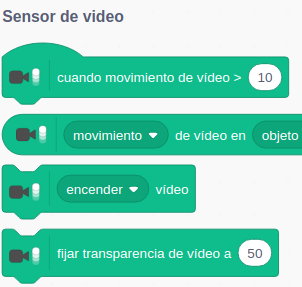 Sensor de video
cuando movimiento de vídeo > 10
movimiento de vídeo en objeto
encender vídeo
fijar transparencia de vídeo a 50